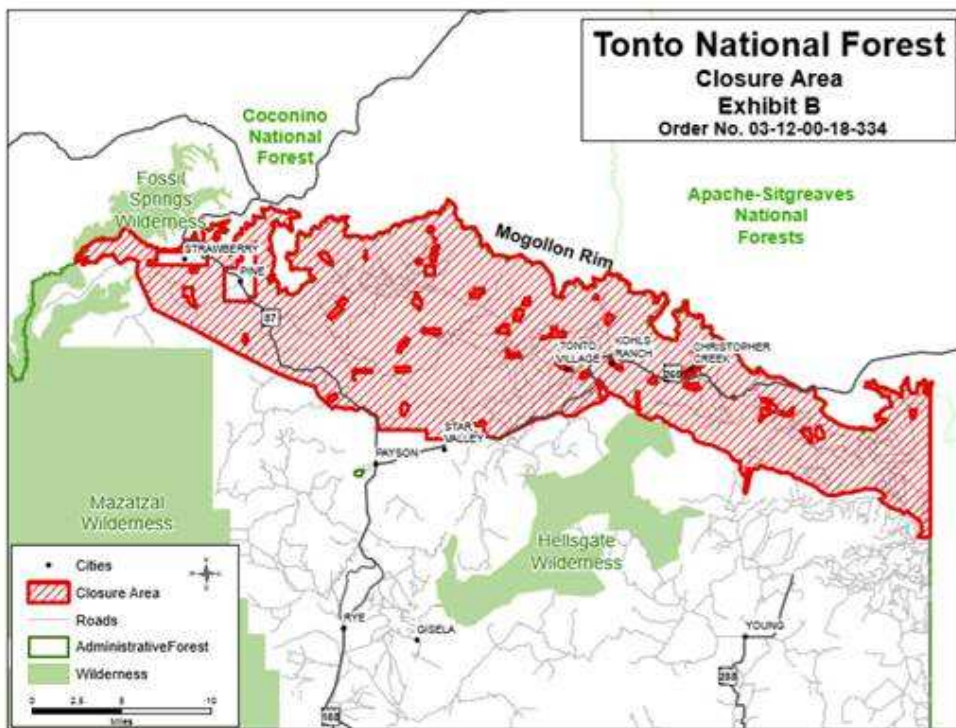 Tonto National Forest
Closure Area
Exhibit B
Order No. 03-12-00-18-334
Coconino
National
Forest
Fossil
Springs
Wilderness
Apache-Sitgreaves
National
Forests
Mogollon Rim
STRAWBERRY
PINE
87
TONTO
VILLAGE
KOHLS
RANCH
CHRISTOPHER
CREEK
260
STAR
VALLEY
PAYSON
Mazatzal
Wilderness
Hellsgate
Wilderness
RYE
GISELA
YOUNG
188
288
Cities
Closure Area
Roads
AdministrativeForest
Wilderness
0 2.5 5 10
Miles